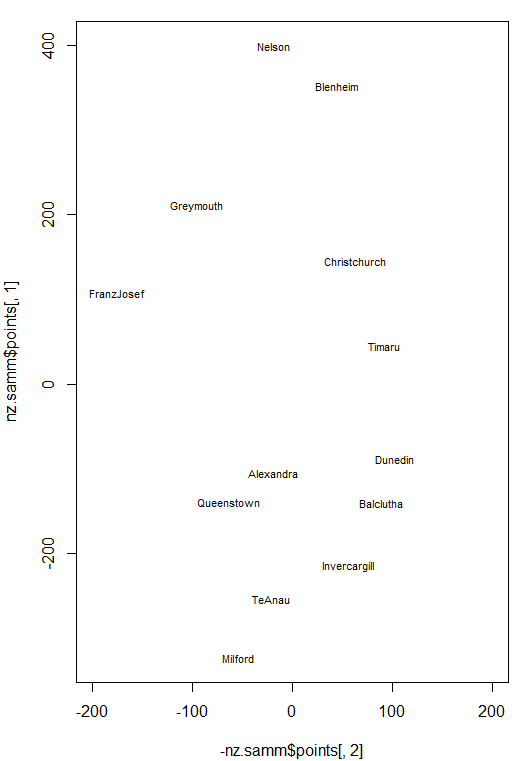 400
200
0
-200
nz.samm$points[, 1]
Nelson
Blenheim
Greymouth
Christchurch
FranzJosef
Timaru
Dunedin
Alexandra
Queenstown
Balclutha
Invercargill
TeAnau
Milford
-200 -100 0 100 200
-nz.samm$points[, 2]